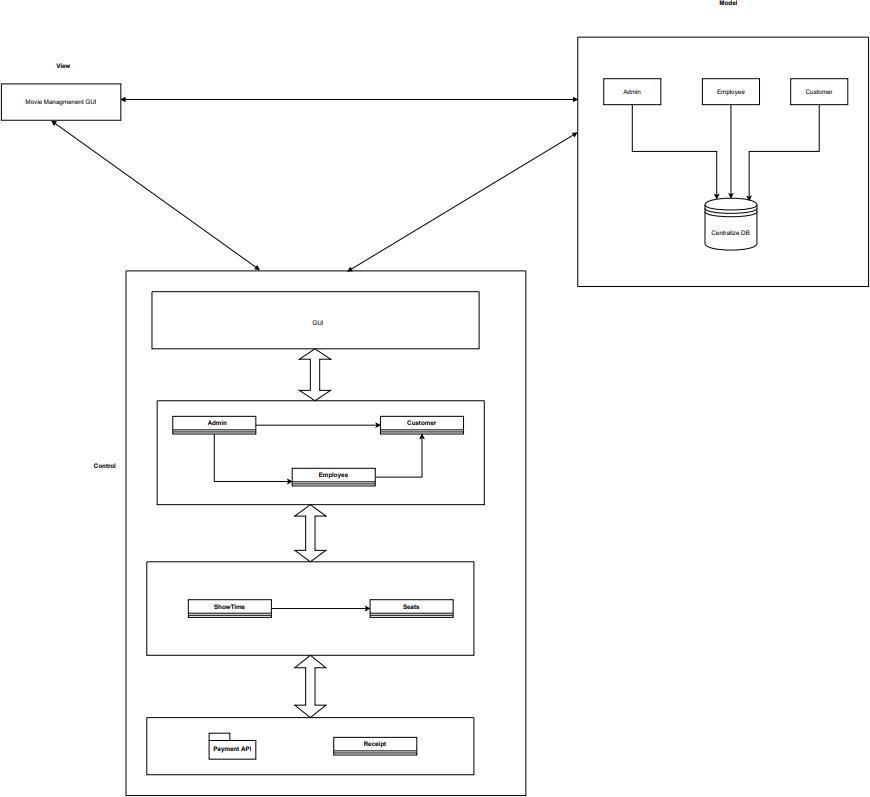 Model
View
Movie Managmenent GUI
Admin
Employee
Customer
Centralize DB
GUI
Admin
Customer
Employee
Control
ShowTime
Seats
Payment API
Receipt